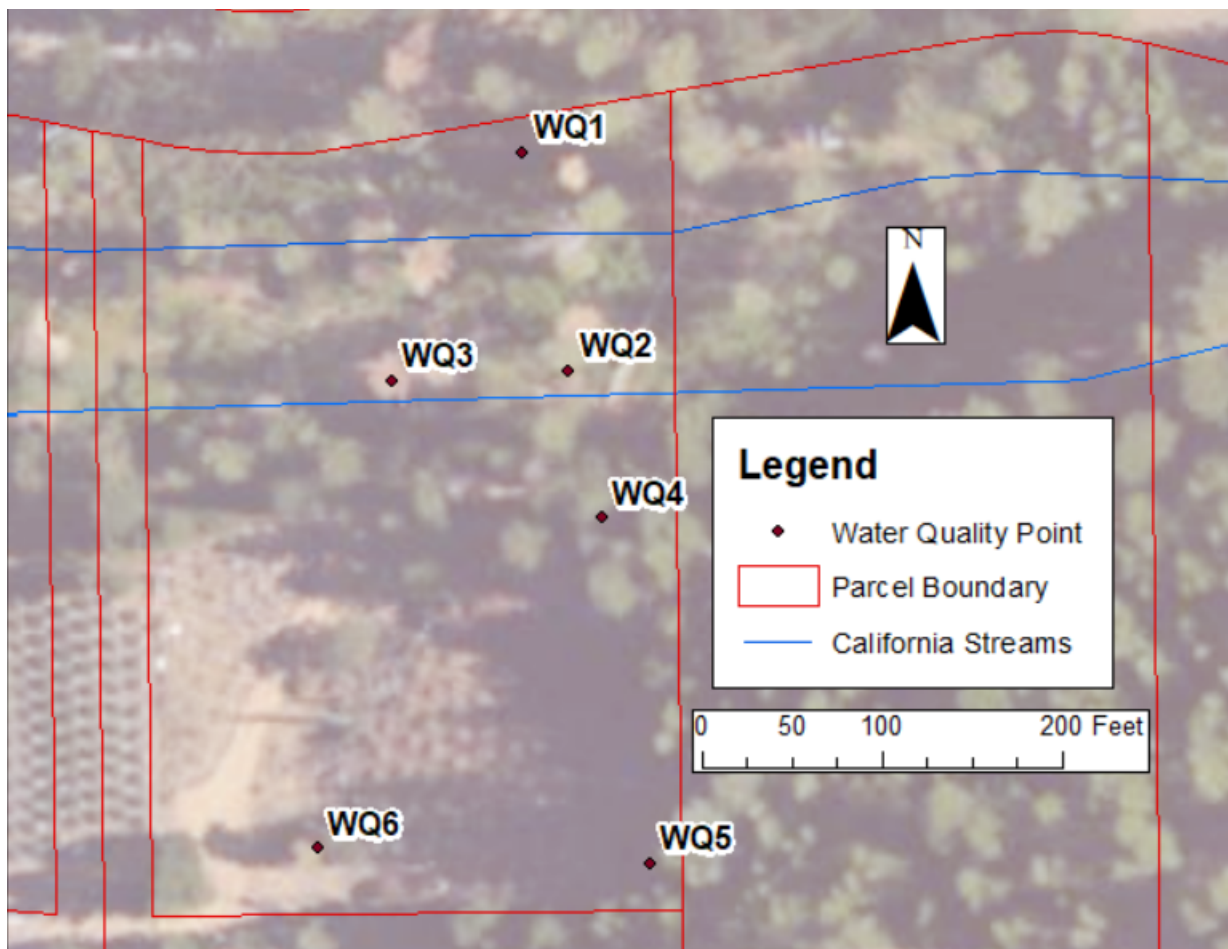 WQ1
N
WQ2
WQ3
Legend
WQ4
Water Quality Point
Parcel Boundary
California Streams
0 50 100 200 Feet
WQ6
WQ5